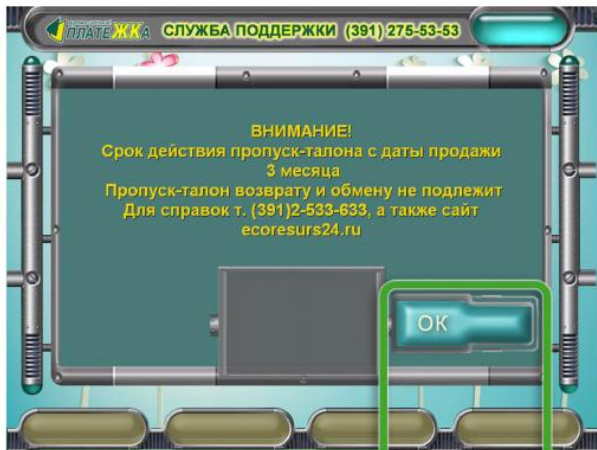 ПЛАТЕЖКА СЛУЖБА ПОДДЕРЖКИ (391) 275-53-53
ВНИМАНИЕ!
Срок действия пропуск-талона с даты продажи
3 месяца
Пропуск-талон возврату и обмену не подлежит
Для справок т. (391)2-533-633, а также сайт
ecoresurs24.ru
ОК